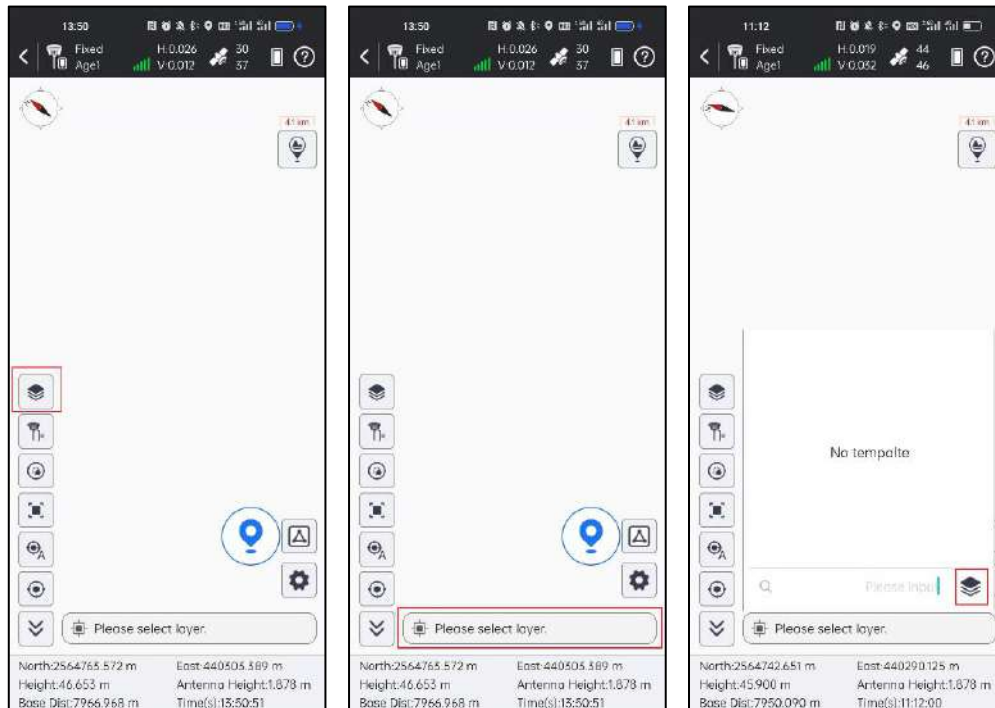 13:50
Fixed H:0.026 30
Age1 V:0.012 37
4.1 km
A
Please select layer.
North:2564763.572 m East:440303.389 m
Height:46.653 m Antenna Height:1.878 m
Base Dist:7966.968 m Time(s):13:50:51
13:50
Fixed H:0.026 30
Age1 V:0.012 37
4.1 km
A
Please select layer.
North:2564763.572 m East:440303.389 m
Height:46.653 m Antenna Height:1.878 m
Base Dist:7966.968 m Time(s):13:50:51
11:12
Fixed H:0.019 44
Age1 V:0.032 46
4.1 km
No tempalte
A
Please input
Please select layer.
North:2564742.651 m East:440290.125 m
Height:45.900 m Antenna Height:1.878 m
Base Dist:7950.090 m Time(s):11:12:00